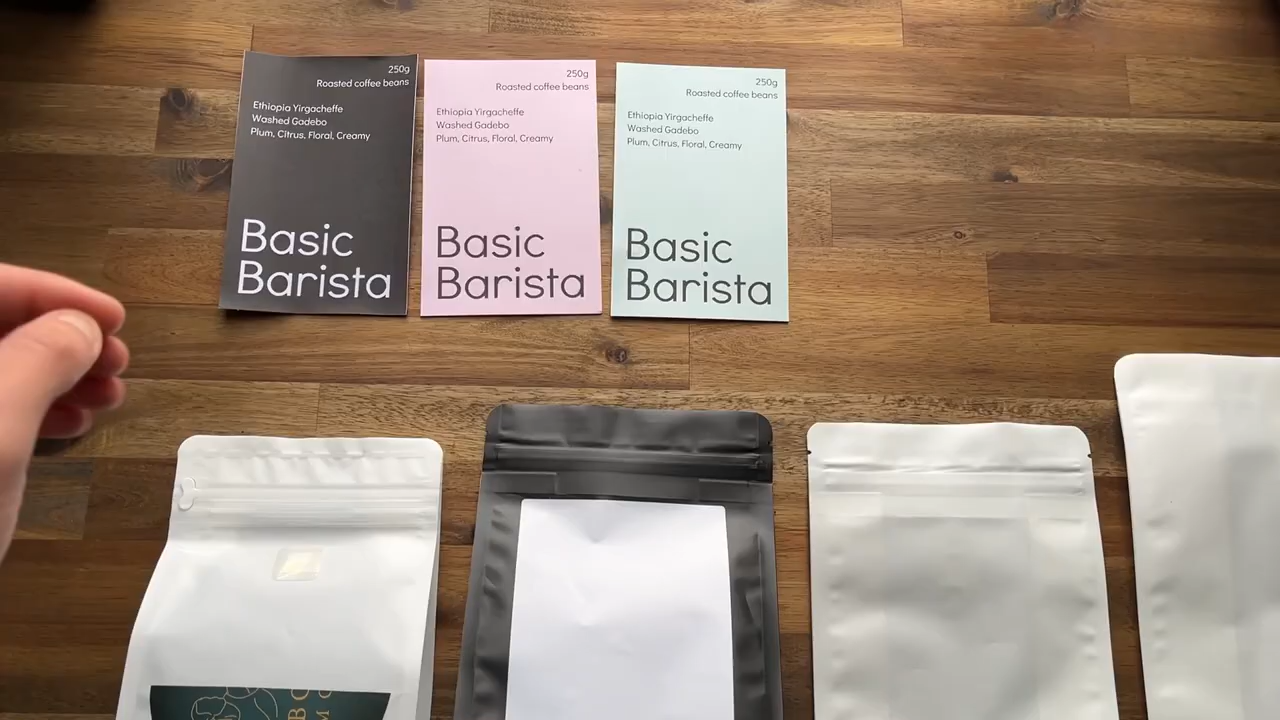 250g
Roasted coffee beans
Ethiopia Yirgacheffe
Washed Gadebo
Plum, Citrus, Floral, Creamy
Basic
Barista
250g
Roasted coffee beans
Ethiopia Yirgacheffe
Washed Gadebo
Plum, Citrus, Floral, Creamy
Basic
Barista
250g
Roasted coffee beans
Ethiopia Yirgacheffe
Washed Gadebo
Plum, Citrus, Floral, Creamy
Basic
Barista